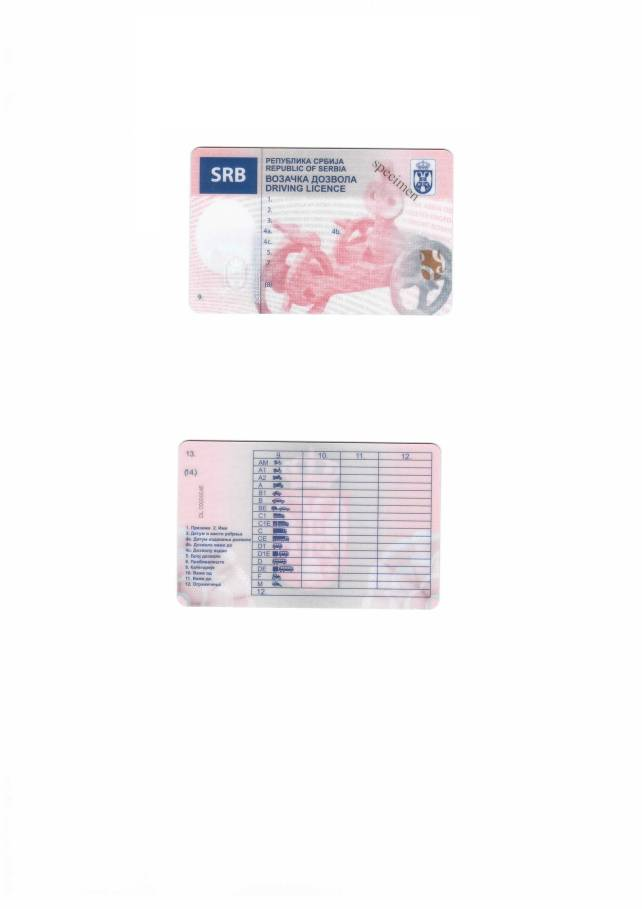 SRB
РЕПУБЛИКА СРБИЈА
REPUBLIC OF SERBIA
ВОЗАЧКА ДОЗВОЛА
DRIVING LICENCE
specimen
1.
2.
3.
4a. 4b.
4c.
5.
7.
(8)
9.
13.
(14.)
9. 10. 11. 12.
AM
A1
A2
A
B1
B
BE
C1
C1E
C
CE
D1
D1E
D
DE
F
M
12.
1. Презиме 2. Име
3. Датум и место рођења
4a. Датум издавања дозволе
4b. Дозвола важи до
4c. Дозволу издао
5. Број дозволе
8. Пребивалиште
9. Категорије
10. Важи од
11. Важи до
12. Ограничења